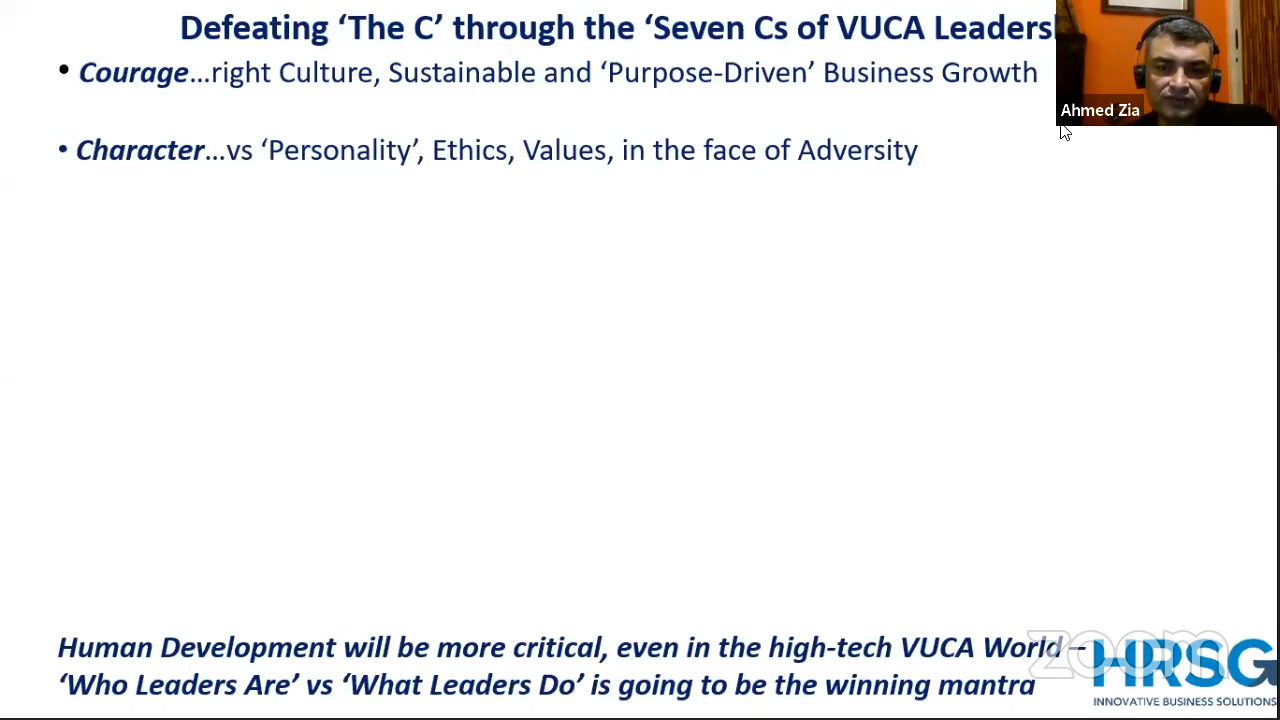 Defeating ‘The C’ through the ‘Seven Cs of VUCA Leadersh
• Courage…right Culture, Sustainable and ‘Purpose-Driven’ Business Growth
Ahmed Zia
• Character…vs ‘Personality’, Ethics, Values, in the face of Adversity
Human Development will be more critical, even in the high-tech VUCA World –
‘Who Leaders Are’ vs ‘What Leaders Do’ is going to be the winning mantra
zoom
HRSG
INNOVATIVE BUSINESS SOLUTIONS